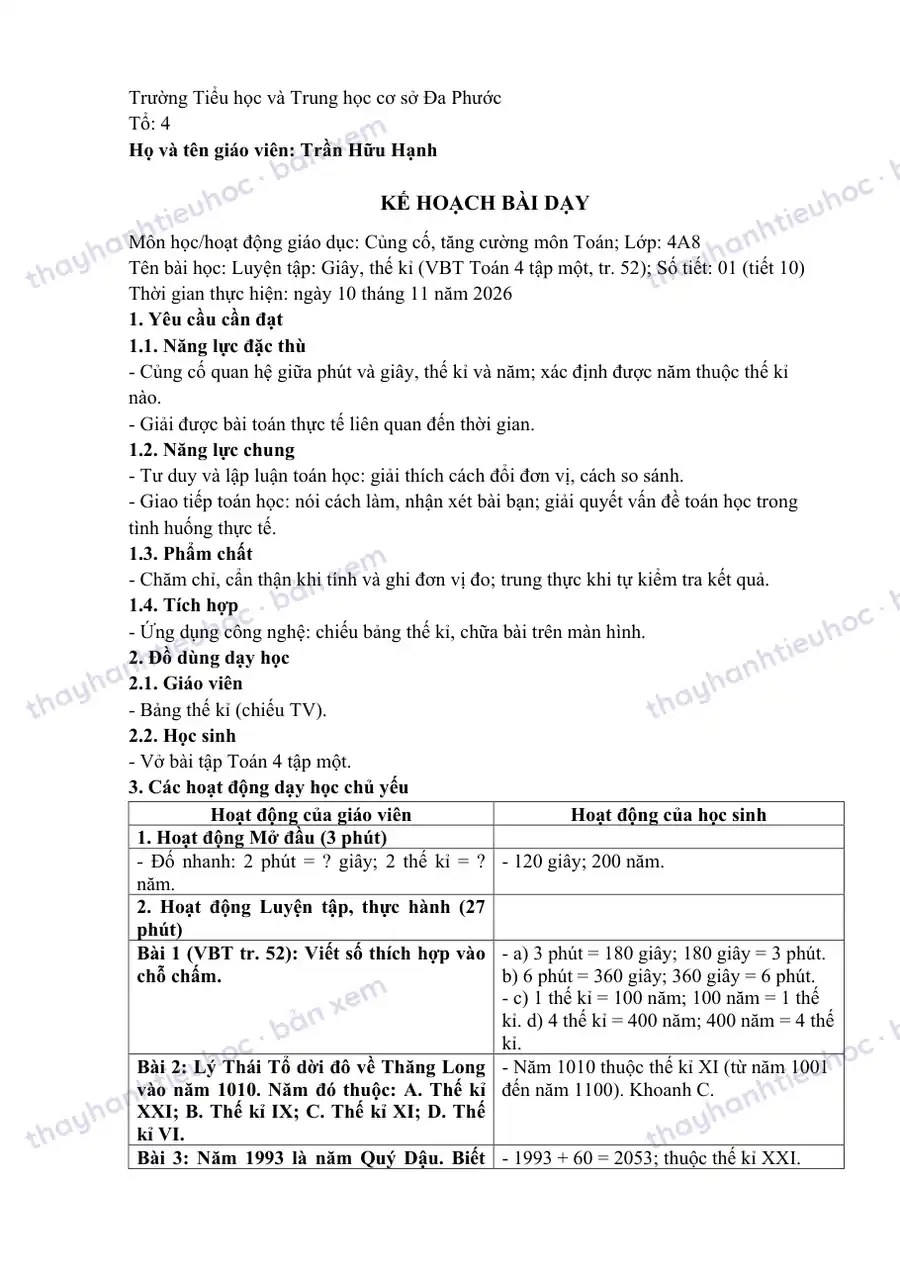 Trường Tiểu học và Trung học cơ sở Đa Phước
Tổ: 4
Họ và tên giáo viên: Trần Hữu Hạnh
KẾ HOẠCH BÀI DẠY
Môn học/hoạt động giáo dục: Củng cố, tăng cường môn Toán; Lớp: 4A8
Tên bài học: Luyện tập: Giây, thế kỉ (VBT Toán 4 tập một, tr. 52); Số tiết: 01 (tiết 10)
Thời gian thực hiện: ngày 10 tháng 11 năm 2026
1. Yêu cầu cần đạt
1.1. Năng lực đặc thù
- Củng cố quan hệ giữa phút và giây, thế kỉ và năm; xác định được năm thuộc thế kỉ
nào.
- Giải được bài toán thực tế liên quan đến thời gian.
1.2. Năng lực chung
- Tư duy và lập luận toán học: giải thích cách đổi đơn vị, cách so sánh.
- Giao tiếp toán học: nói cách làm, nhận xét bài bạn; giải quyết vấn đề toán học trong
tình huống thực tế.
1.3. Phẩm chất
- Chăm chỉ, cẩn thận khi tính và ghi đơn vị đo; trung thực khi tự kiểm tra kết quả.
1.4. Tích hợp
- Ứng dụng công nghệ: chiếu bảng thế kỉ, chữa bài trên màn hình.
2. Đồ dùng dạy học
2.1. Giáo viên
- Bảng thế kỉ (chiếu TV).
2.2. Học sinh
- Vở bài tập Toán 4 tập một.
3. Các hoạt động dạy học chủ yếu
Hoạt động của giáo viên
Hoạt động của học sinh
1. Hoạt động Mở đầu (3 phút)
- Đố nhanh: 2 phút = ? giây; 2 thế kỉ = ?
năm.
- 120 giây; 200 năm.
2. Hoạt động Luyện tập, thực hành (27
phút)
Bài 1 (VBT tr. 52): Viết số thích hợp vào
chỗ chấm.
- a) 3 phút = 180 giây; 180 giây = 3 phút.
b) 6 phút = 360 giây; 360 giây = 6 phút.
- c) 1 thế kỉ = 100 năm; 100 năm = 1 thế
kỉ. d) 4 thế kỉ = 400 năm; 400 năm = 4 thế
kỉ.
Bài 2: Lý Thái Tổ dời đô về Thăng Long
vào năm 1010. Năm đó thuộc: A. Thế kỉ
XXI; B. Thế kỉ IX; C. Thế kỉ XI; D. Thế
kỉ VI.
- Năm 1010 thuộc thế kỉ XI (từ năm 1001
đến năm 1100). Khoanh C.
Bài 3: Năm 1993 là năm Quý Dậu. Biết
- 1993 + 60 = 2053; thuộc thế kỉ XXI.
thayhanhtieuhoc · bản xem
thayhanhtieuhoc · b
thayhanhtieuhoc · bản xem
thayhanhtieuhoc · b
thayhanhtieuhoc · bản xem
thayhanhtieuhoc · b